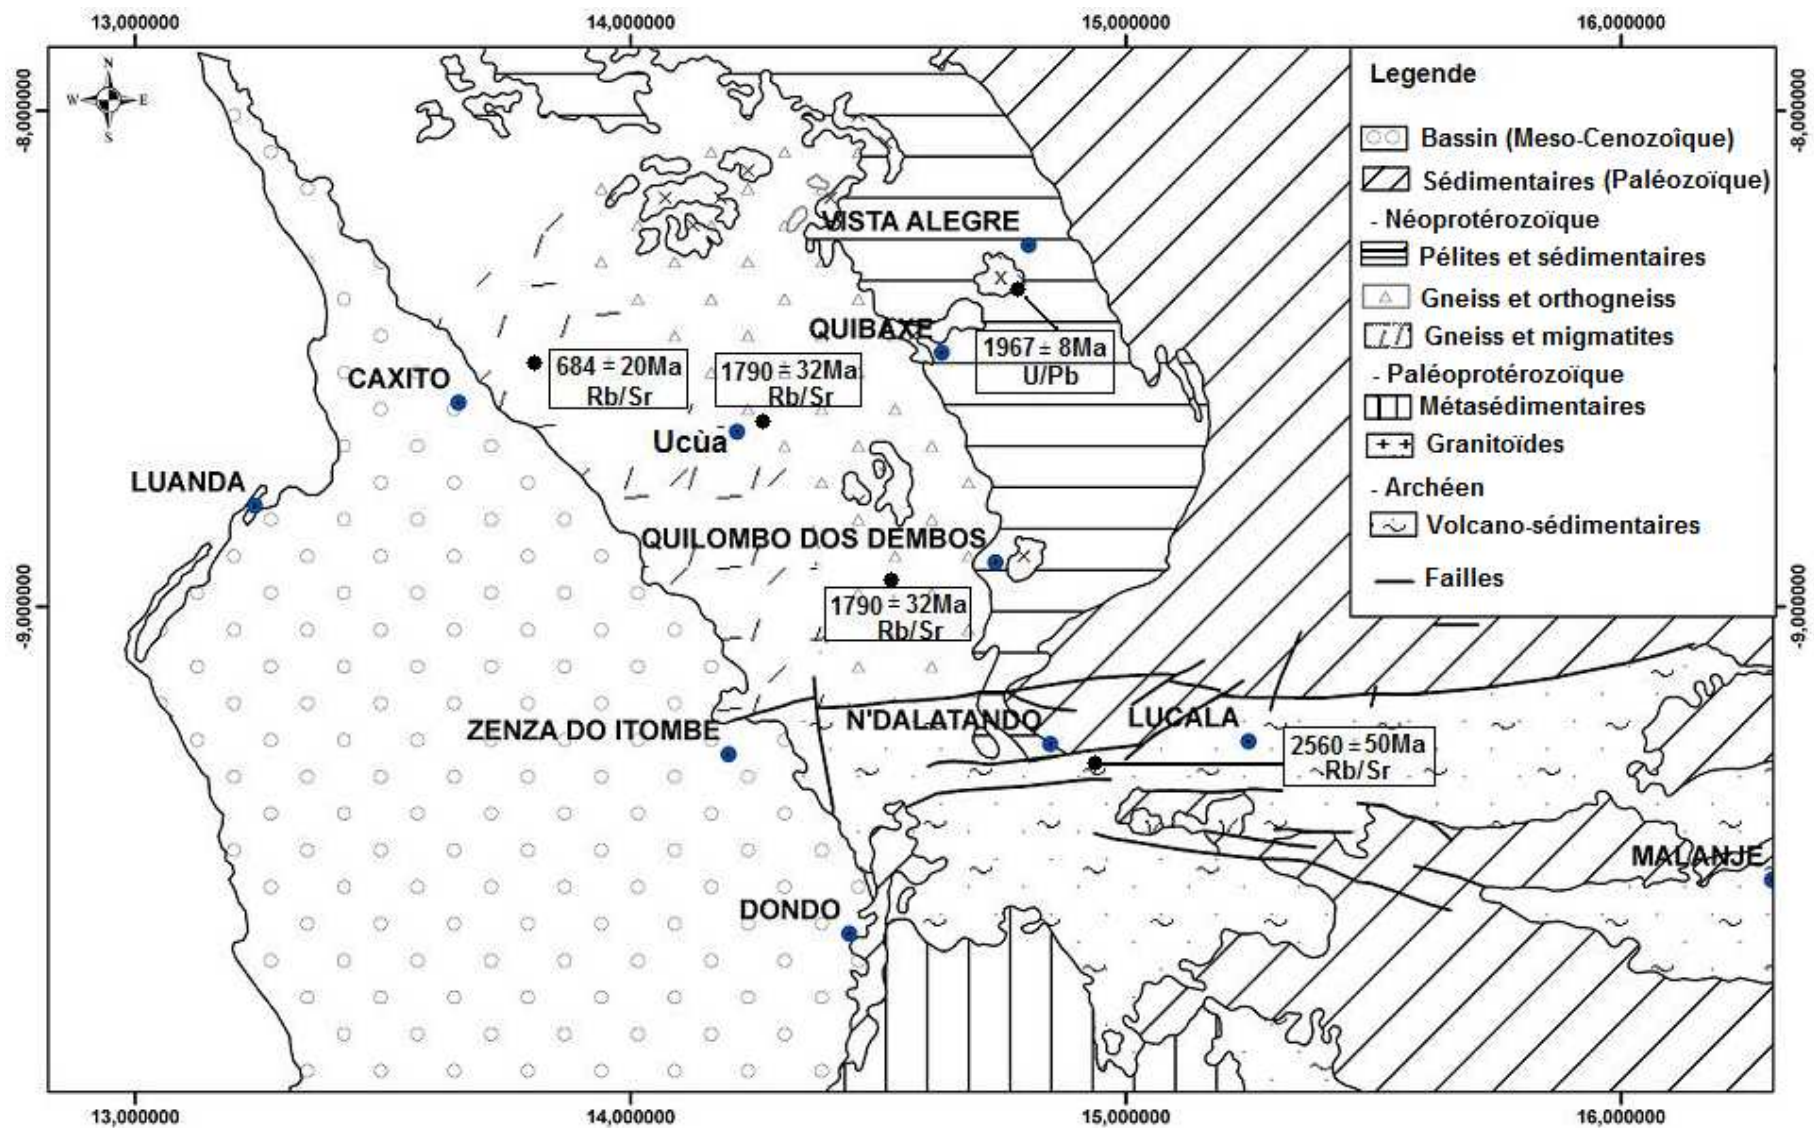 13,000000
14,000000
15,000000
16,000000
-8,000000
-8,000000
N
W
E
S
Legende
Bassin (Meso-Cenozoîque)
Sédimentaires (Paléozoïque)
- Néoprotérozoïque
Pélites et sédimentaires
Gneiss et orthogneiss
Gneiss et migmatites
- Paléoprotérozoïque
Métasédimentaires
Granitoïdes
- Archéen
Volcano-sédimentaires
Failles
VISTA ALEGRE
QUIBAXE
1967 ± 8Ma
U/Pb
684 ± 20Ma
Rb/Sr
1790 ± 32Ma
Rb/Sr
CAXITO
Ucùa
LUANDA
QUILOMBO DOS DEMBOS
1790 ± 32Ma
Rb/Sr
-9,000000
-9,000000
ZENZA DO ITOMBE
N'DALATANDO
LUCALA
2560 ± 50Ma
Rb/Sr
MALANJE
DONDO
13,000000
14,000000
15,000000
16,000000